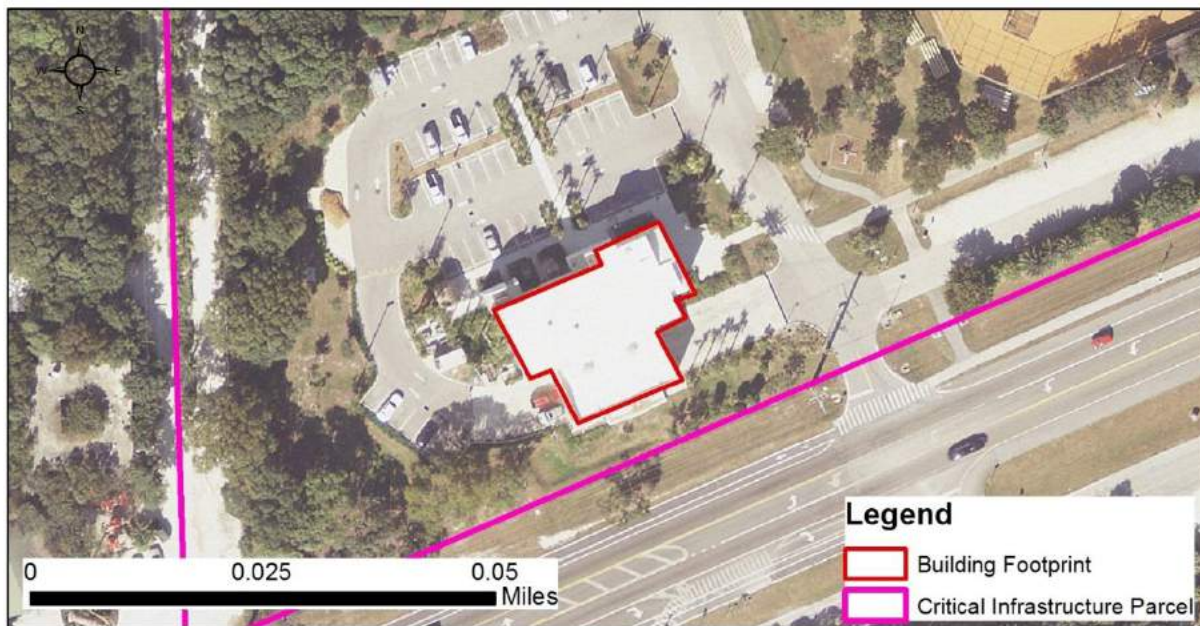 N
W E
S
0 0.025 0.05
Miles
Legend
Building Footprint
Critical Infrastructure Parcel